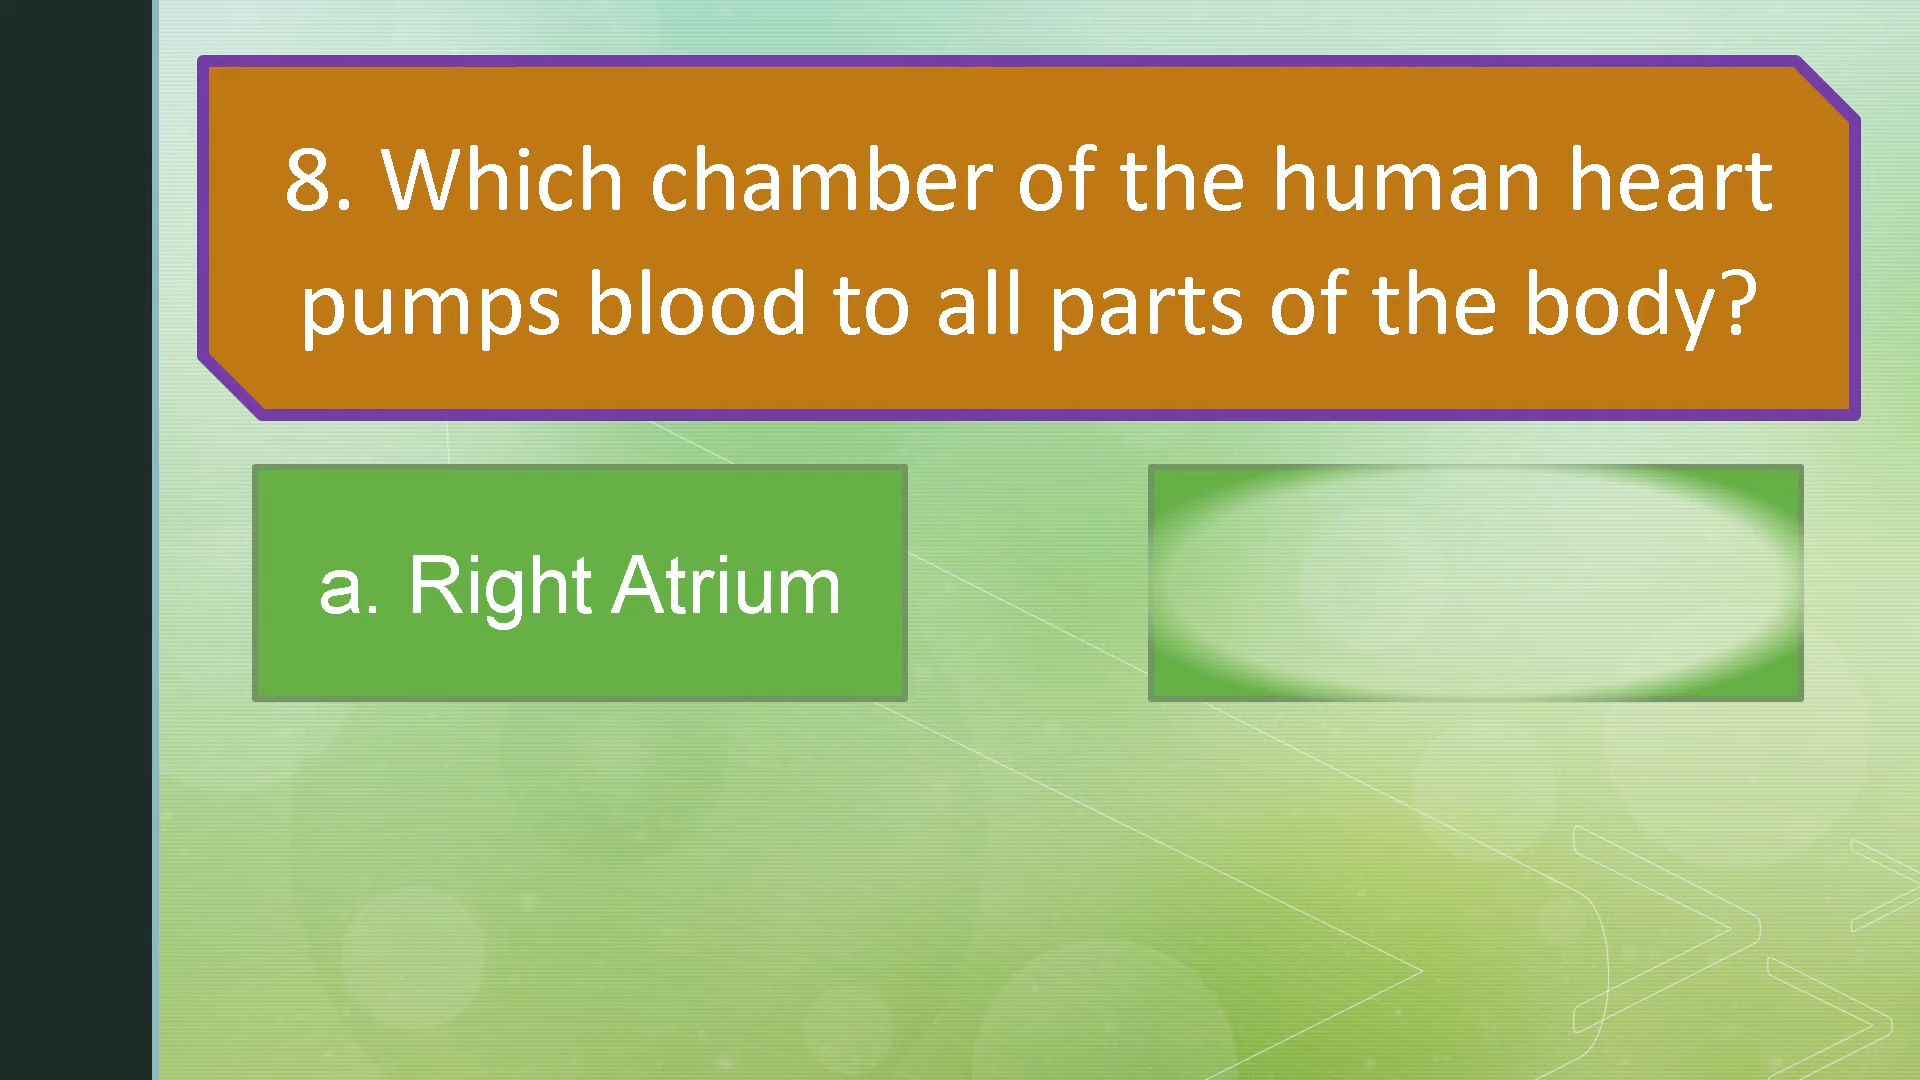 8. Which chamber of the human heart
pumps blood to all parts of the body?
a. Right Atrium